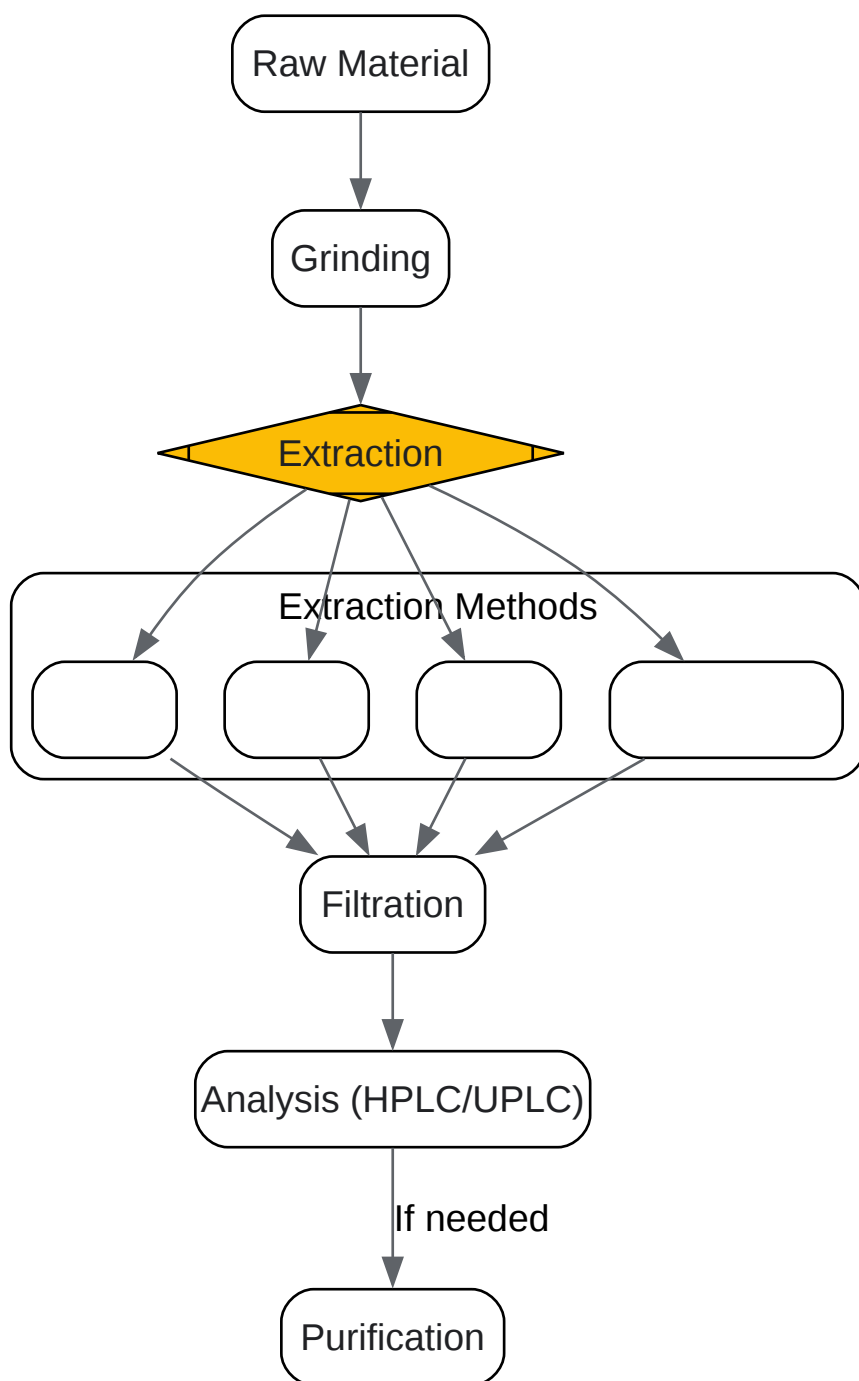 Raw Material
Grinding
Extraction
Extraction Methods
Filtration
Analysis (HPLC/UPLC)
If needed
Purification